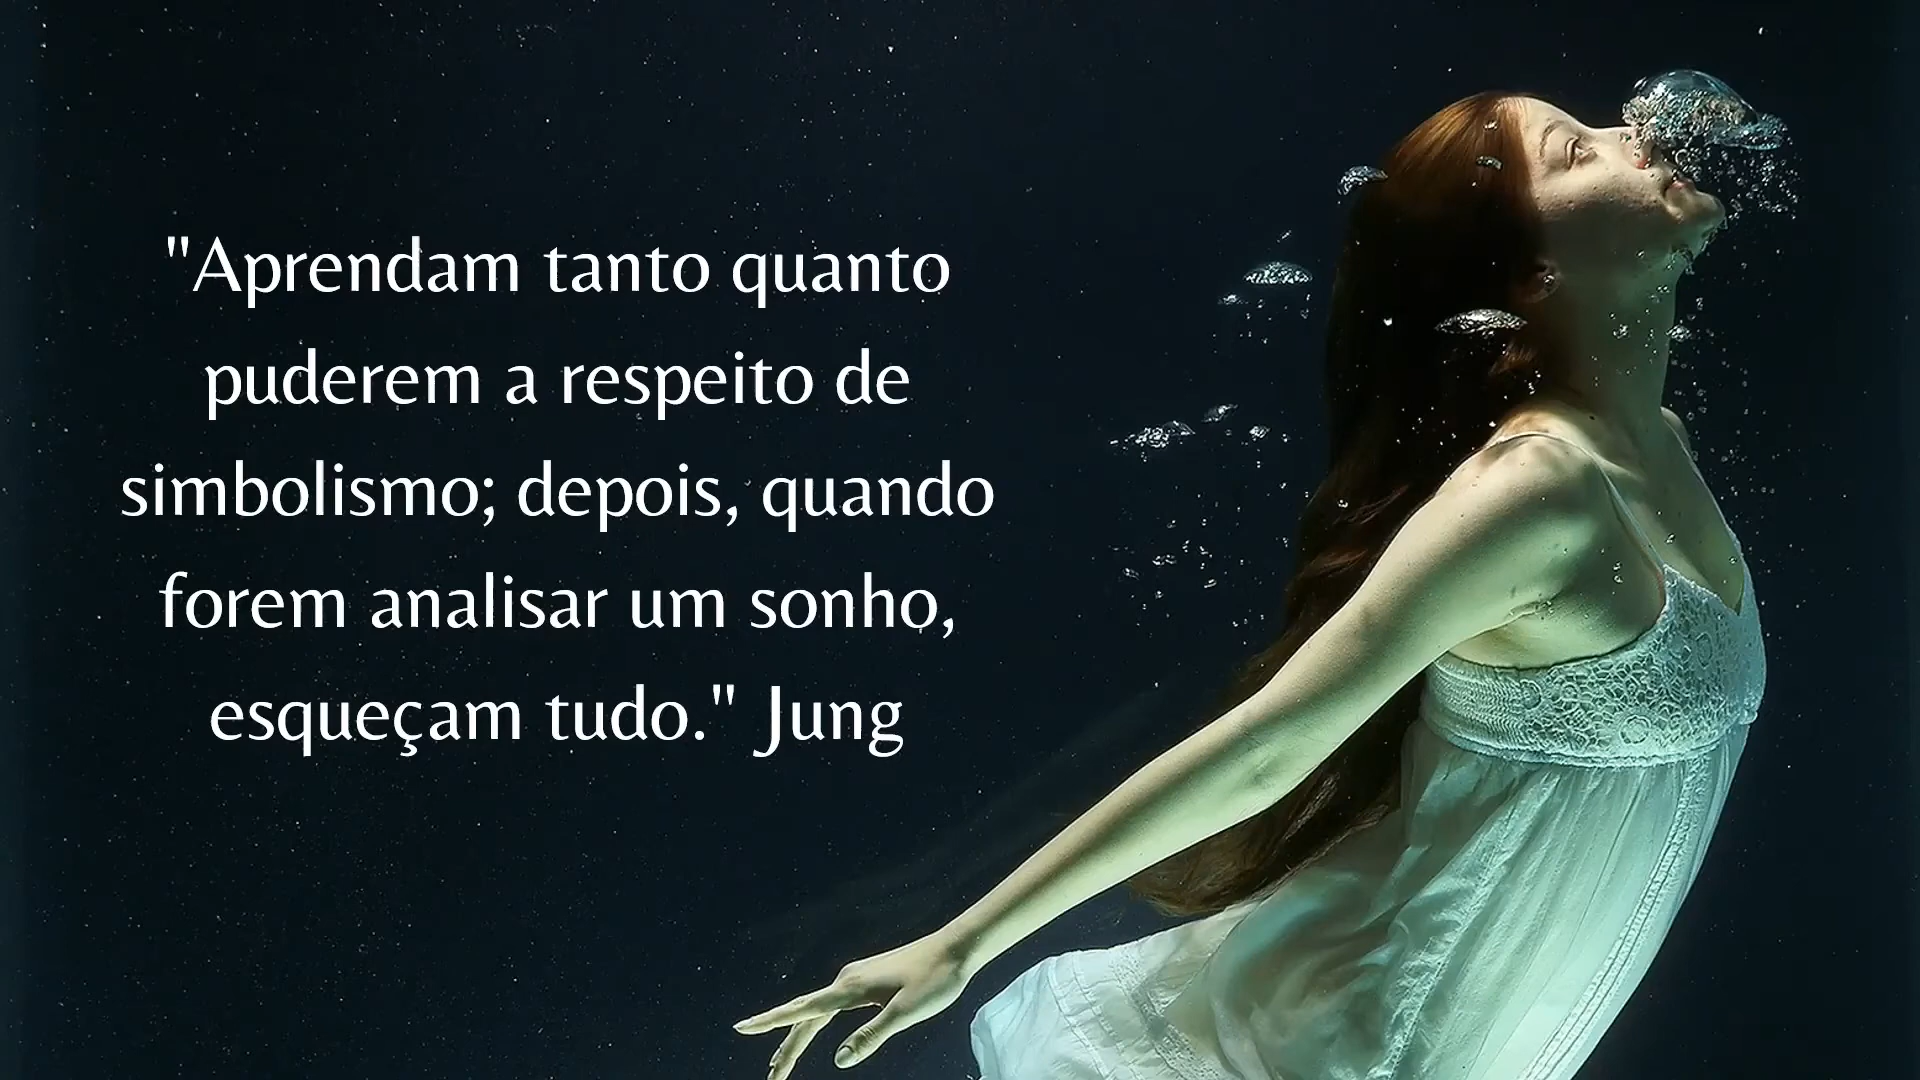 "Aprendam tanto quanto
puderem a respeito de
simbolismo; depois, quando
forem analisar um sonho,
esqueçam tudo." Jung